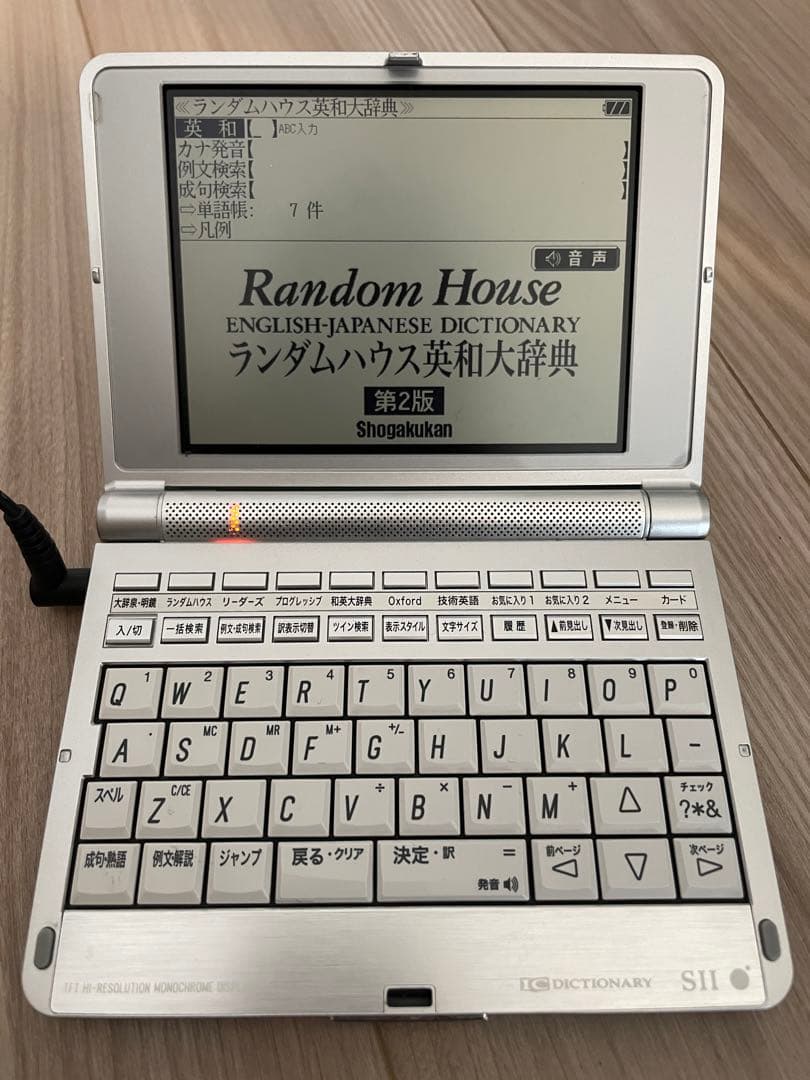 ≪ランダムハウス英和大辞典≫
英 和【_ 】ABC入力
カナ発音【 】
例文検索【 】
成句検索【 】
⇨単語帳: 7 件
⇨凡例
音声
Random House
ENGLISH-JAPANESE DICTIONARY
ランダムハウス英和大辞典
第2版
Shogakukan
大辞泉・明鏡 ランダムハウス リーダーズ プログレッシブ 和英大辞典 Oxford 技術英語 お気に入り1 お気に入り2 メニュー カード
入/切 一括検索 例文・成句検索 訳表示切替 ツイン検索 表示スタイル 文字サイズ 履歴 ▲前見出し ▼次見出し 登録・削除
Q 1 W 2 E 3 R 4 T 5 Y 6 U 7 I 8 O 9 P 0
A . S MC D MR F M+ G +/- H J K L -
スペル Z C/CE X C V ÷ B × N − M + △ チェック ?*&
成句・熟語 例文・解説 ジャンプ 戻る・クリア 決定・訳 = 発音 前ページ ◁ ▽ 次ページ ▷
TFT HI-RESOLUTION MONOCHROME
IC DICTIONARY SII